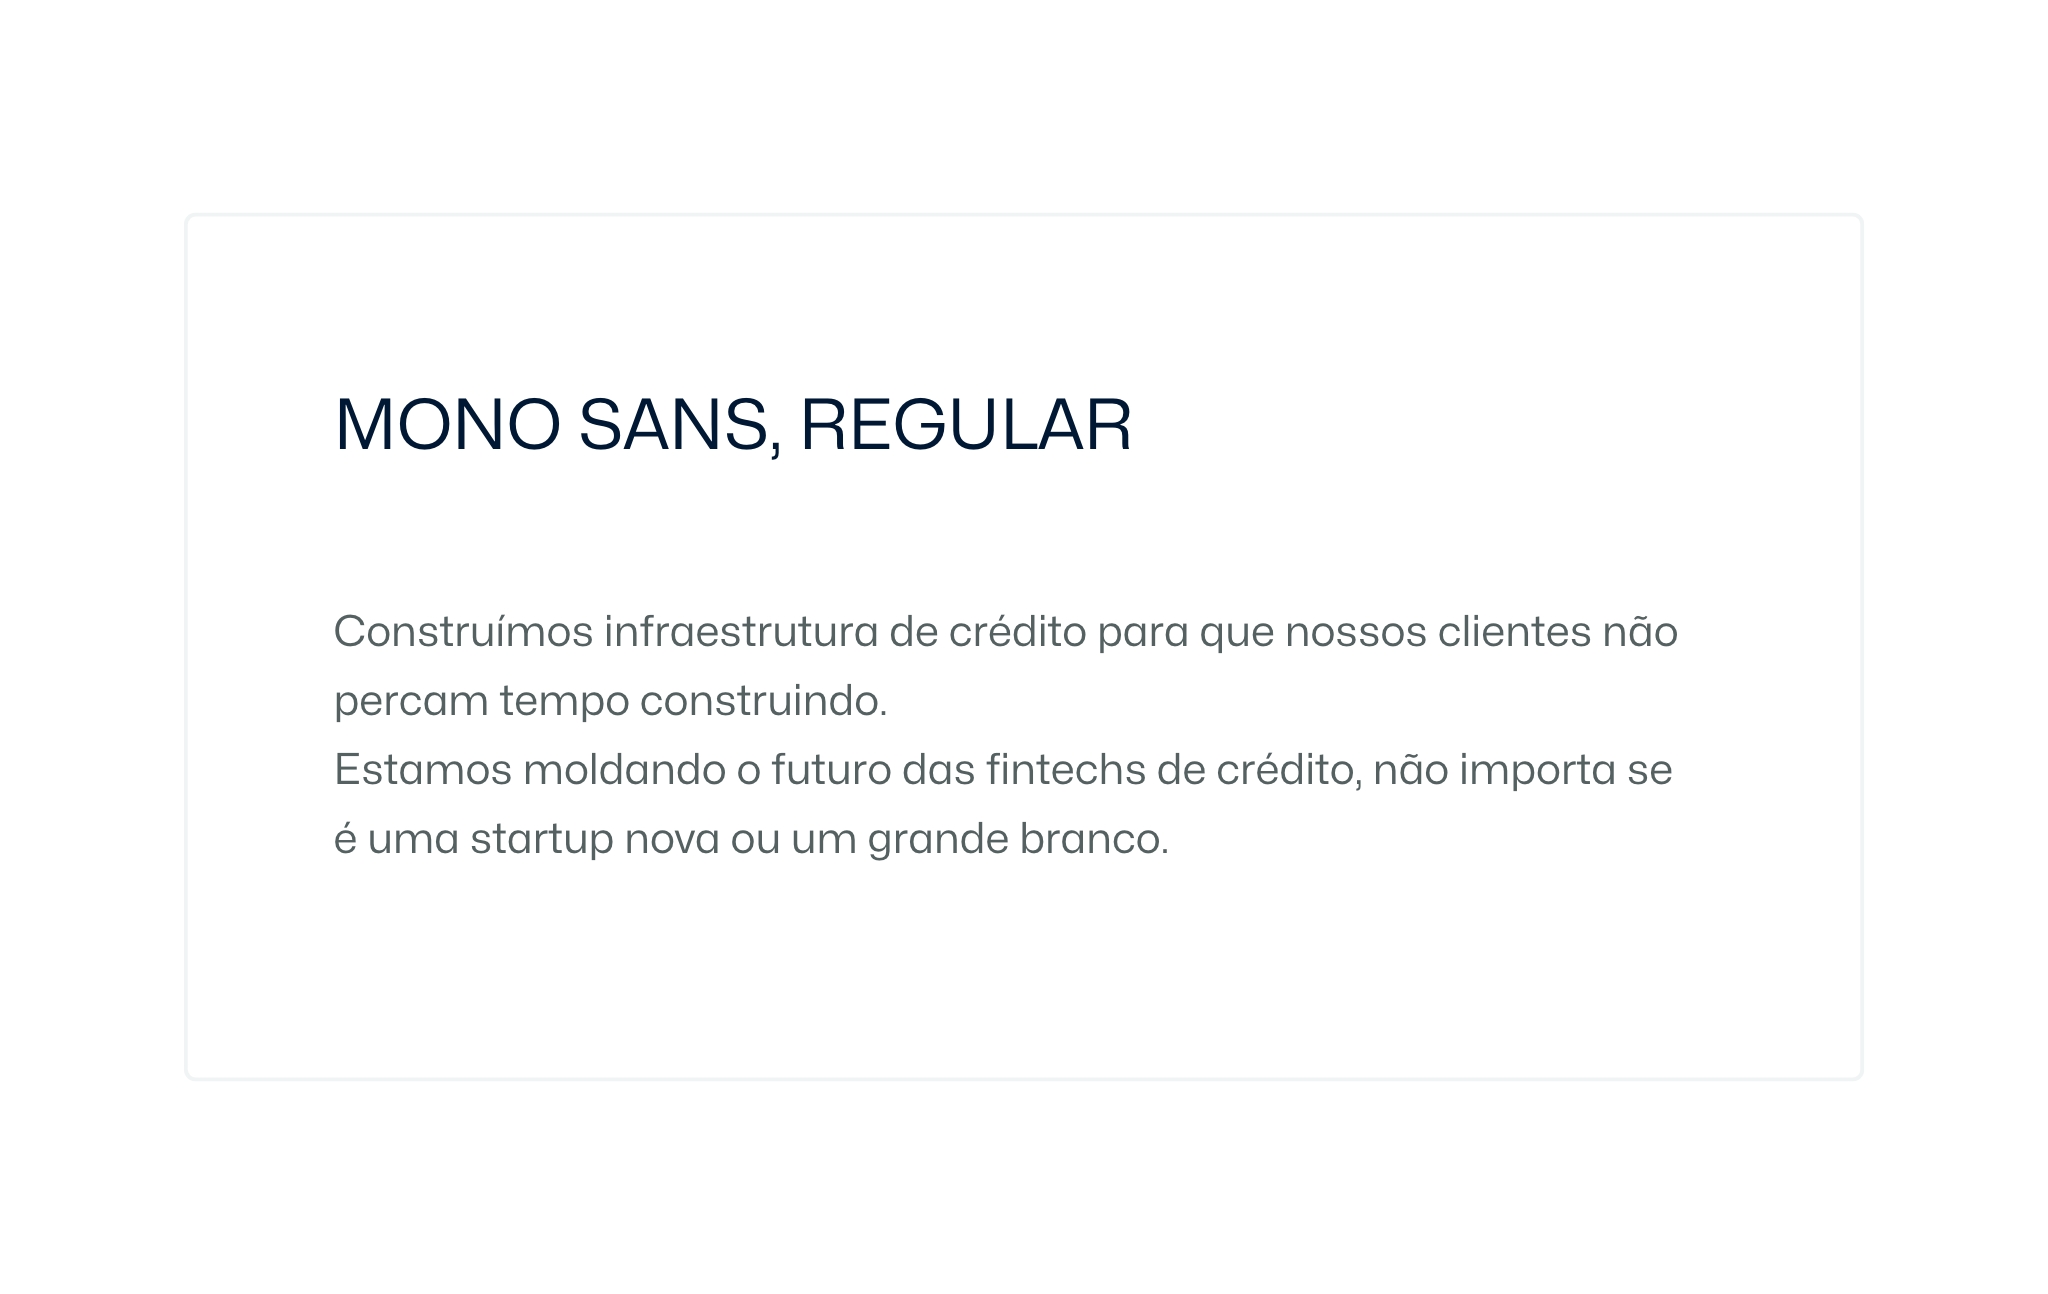 MONO SANS, REGULAR
Construímos infraestrutura de crédito para que nossos clientes não
percam tempo construindo.
Estamos moldando o futuro das fintechs de crédito, não importa se
é uma startup nova ou um grande branco.